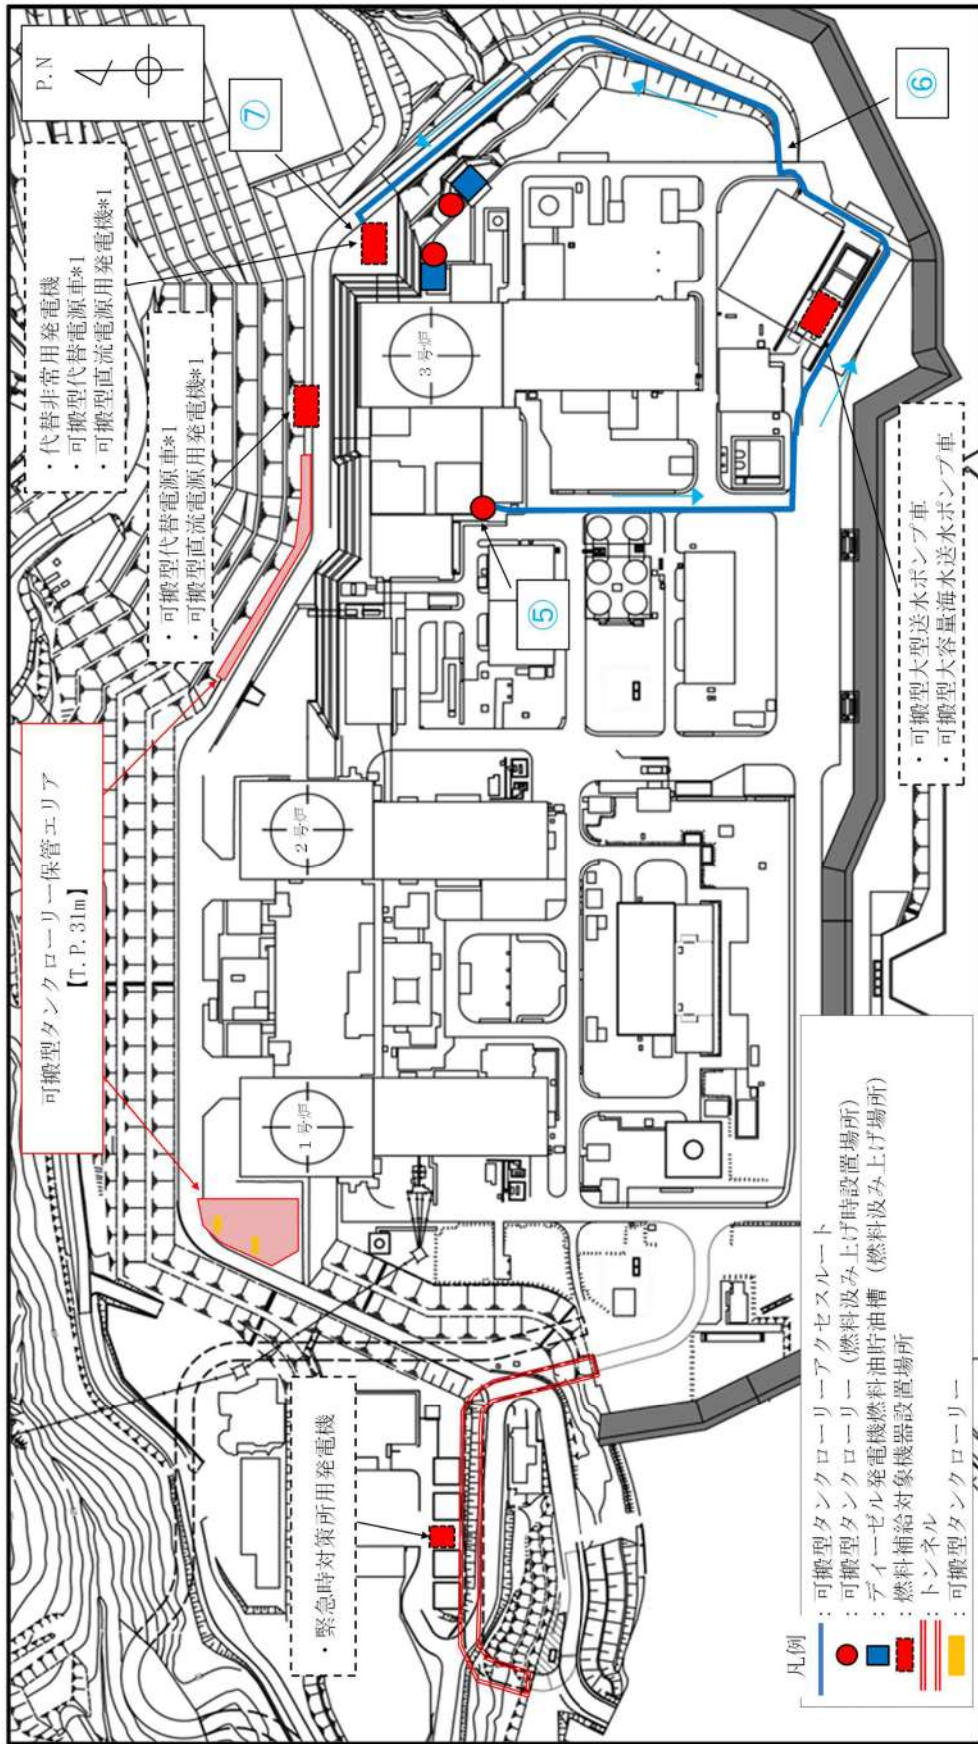 P.N
⑦
・代替非常用発電機
・可搬型代替電源車*1
・可搬型直流電源用発電機*1
・可搬型代替電源車*1
・可搬型直流電源用発電機*1
可搬型タンクローリー保管エリア
【T.P.31m】
⑥
3号炉
⑤
2号炉
1号炉
・可搬型大型送水ポンプ車
・可搬型大容量海水送水ポンプ車
・緊急時対策所用発電機
凡例
：可搬型タンクローリーアクセスルート
：可搬型タンクローリー（燃料汲み上げ時設置場所）
：ディーゼル発電機燃料油貯油槽（燃料汲み上げ場所）
：燃料補給対象機器設置場所
：トンネル
：可搬型タンクローリー